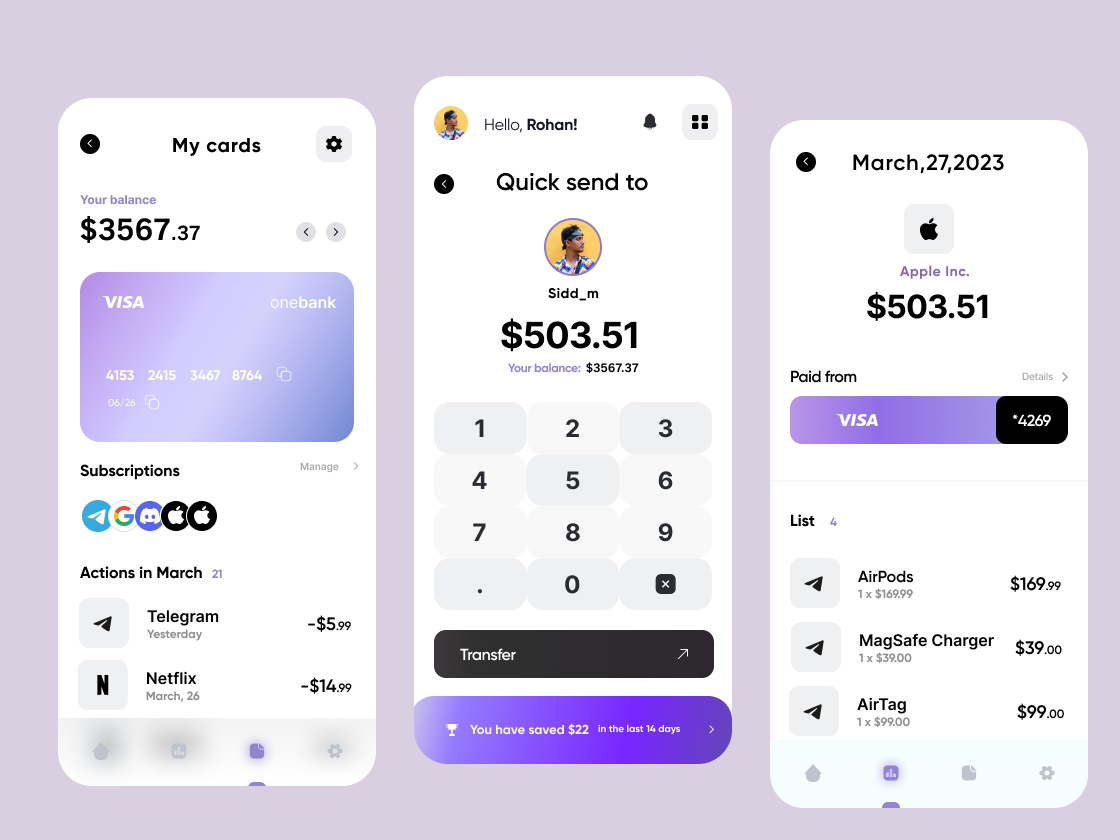 My cards
Your balance
$3567.37
VISA
onebank
4153 2415 3467 8764
06/26
Subscriptions
Manage
Actions in March 21
Telegram
Yesterday
-$5.99
Netflix
March, 26
-$14.99
Hello, Rohan!
Quick send to
Sidd_m
$503.51
Your balance: $3567.37
1 2 3
4 5 6
7 8 9
. 0
Transfer
You have saved $22 in the last 14 days
March,27,2023
Apple Inc.
$503.51
Paid from
Details
VISA
*4269
List 4
AirPods
1 x $169.99
$169.99
MagSafe Charger
1 x $39.00
$39.00
AirTag
1 x $99.00
$99.00